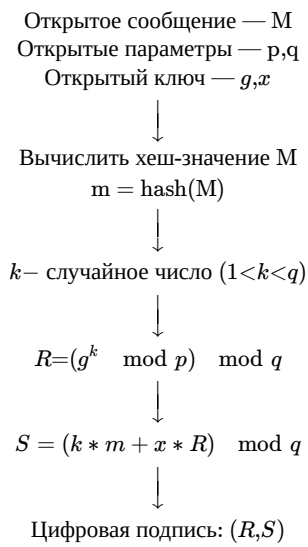 Открытое сообщение — M
Открытые параметры — p,q
Открытый ключ — g,x
Вычислить хеш-значение M
m = hash(M)
k− случайное число (1<k<q)
R=(g^k mod p) mod q
S = (k * m + x * R) mod q
Цифровая подпись: (R,S)